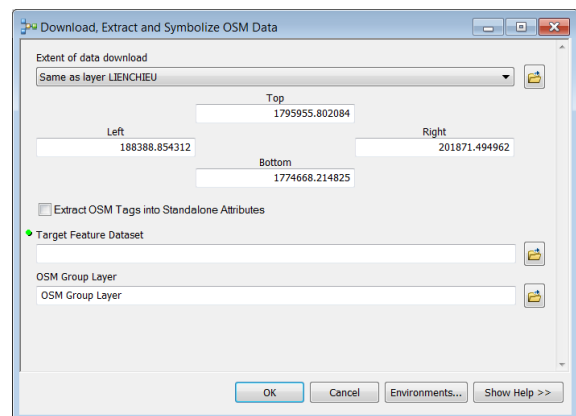 Download, Extract and Symbolize OSM Data
Extent of data download
Same as layer LIENCHIEU
Top
1795955.802084
Left
Right
188388.854312
201871.494962
Bottom
1774668.214825
Extract OSM Tags into Standalone Attributes
Target Feature Dataset
OSM Group Layer
OSM Group Layer
OK
Cancel
Environments...
Show Help >>